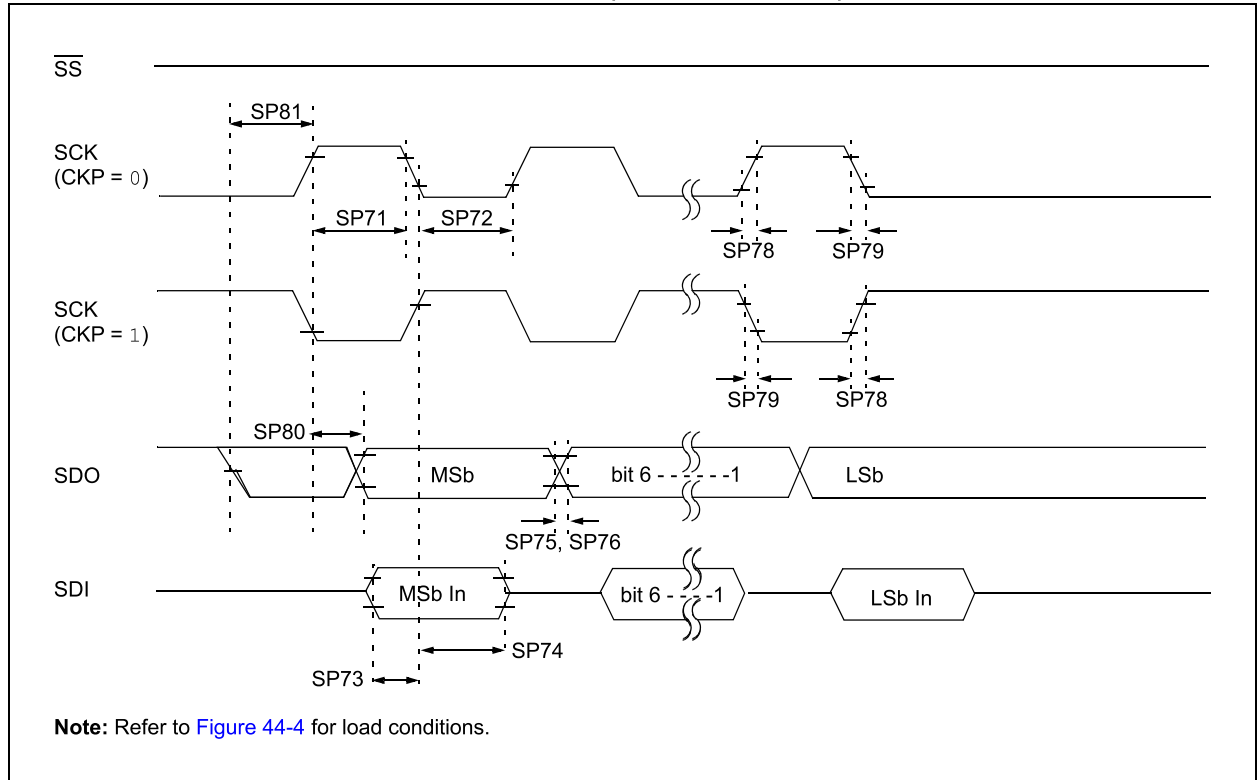 SS
SP81
SCK
(CKP = 0)
SP71
SP72
SP78
SP79
SCK
(CKP = 1)
SP79
SP78
SP80
SDO
MSb
bit 6 - - - - - - -1
LSb
SP75, SP76
SDI
MSb In
bit 6 - - - - -1
LSb In
SP74
SP73
Note: Refer to Figure 44-4 for load conditions.